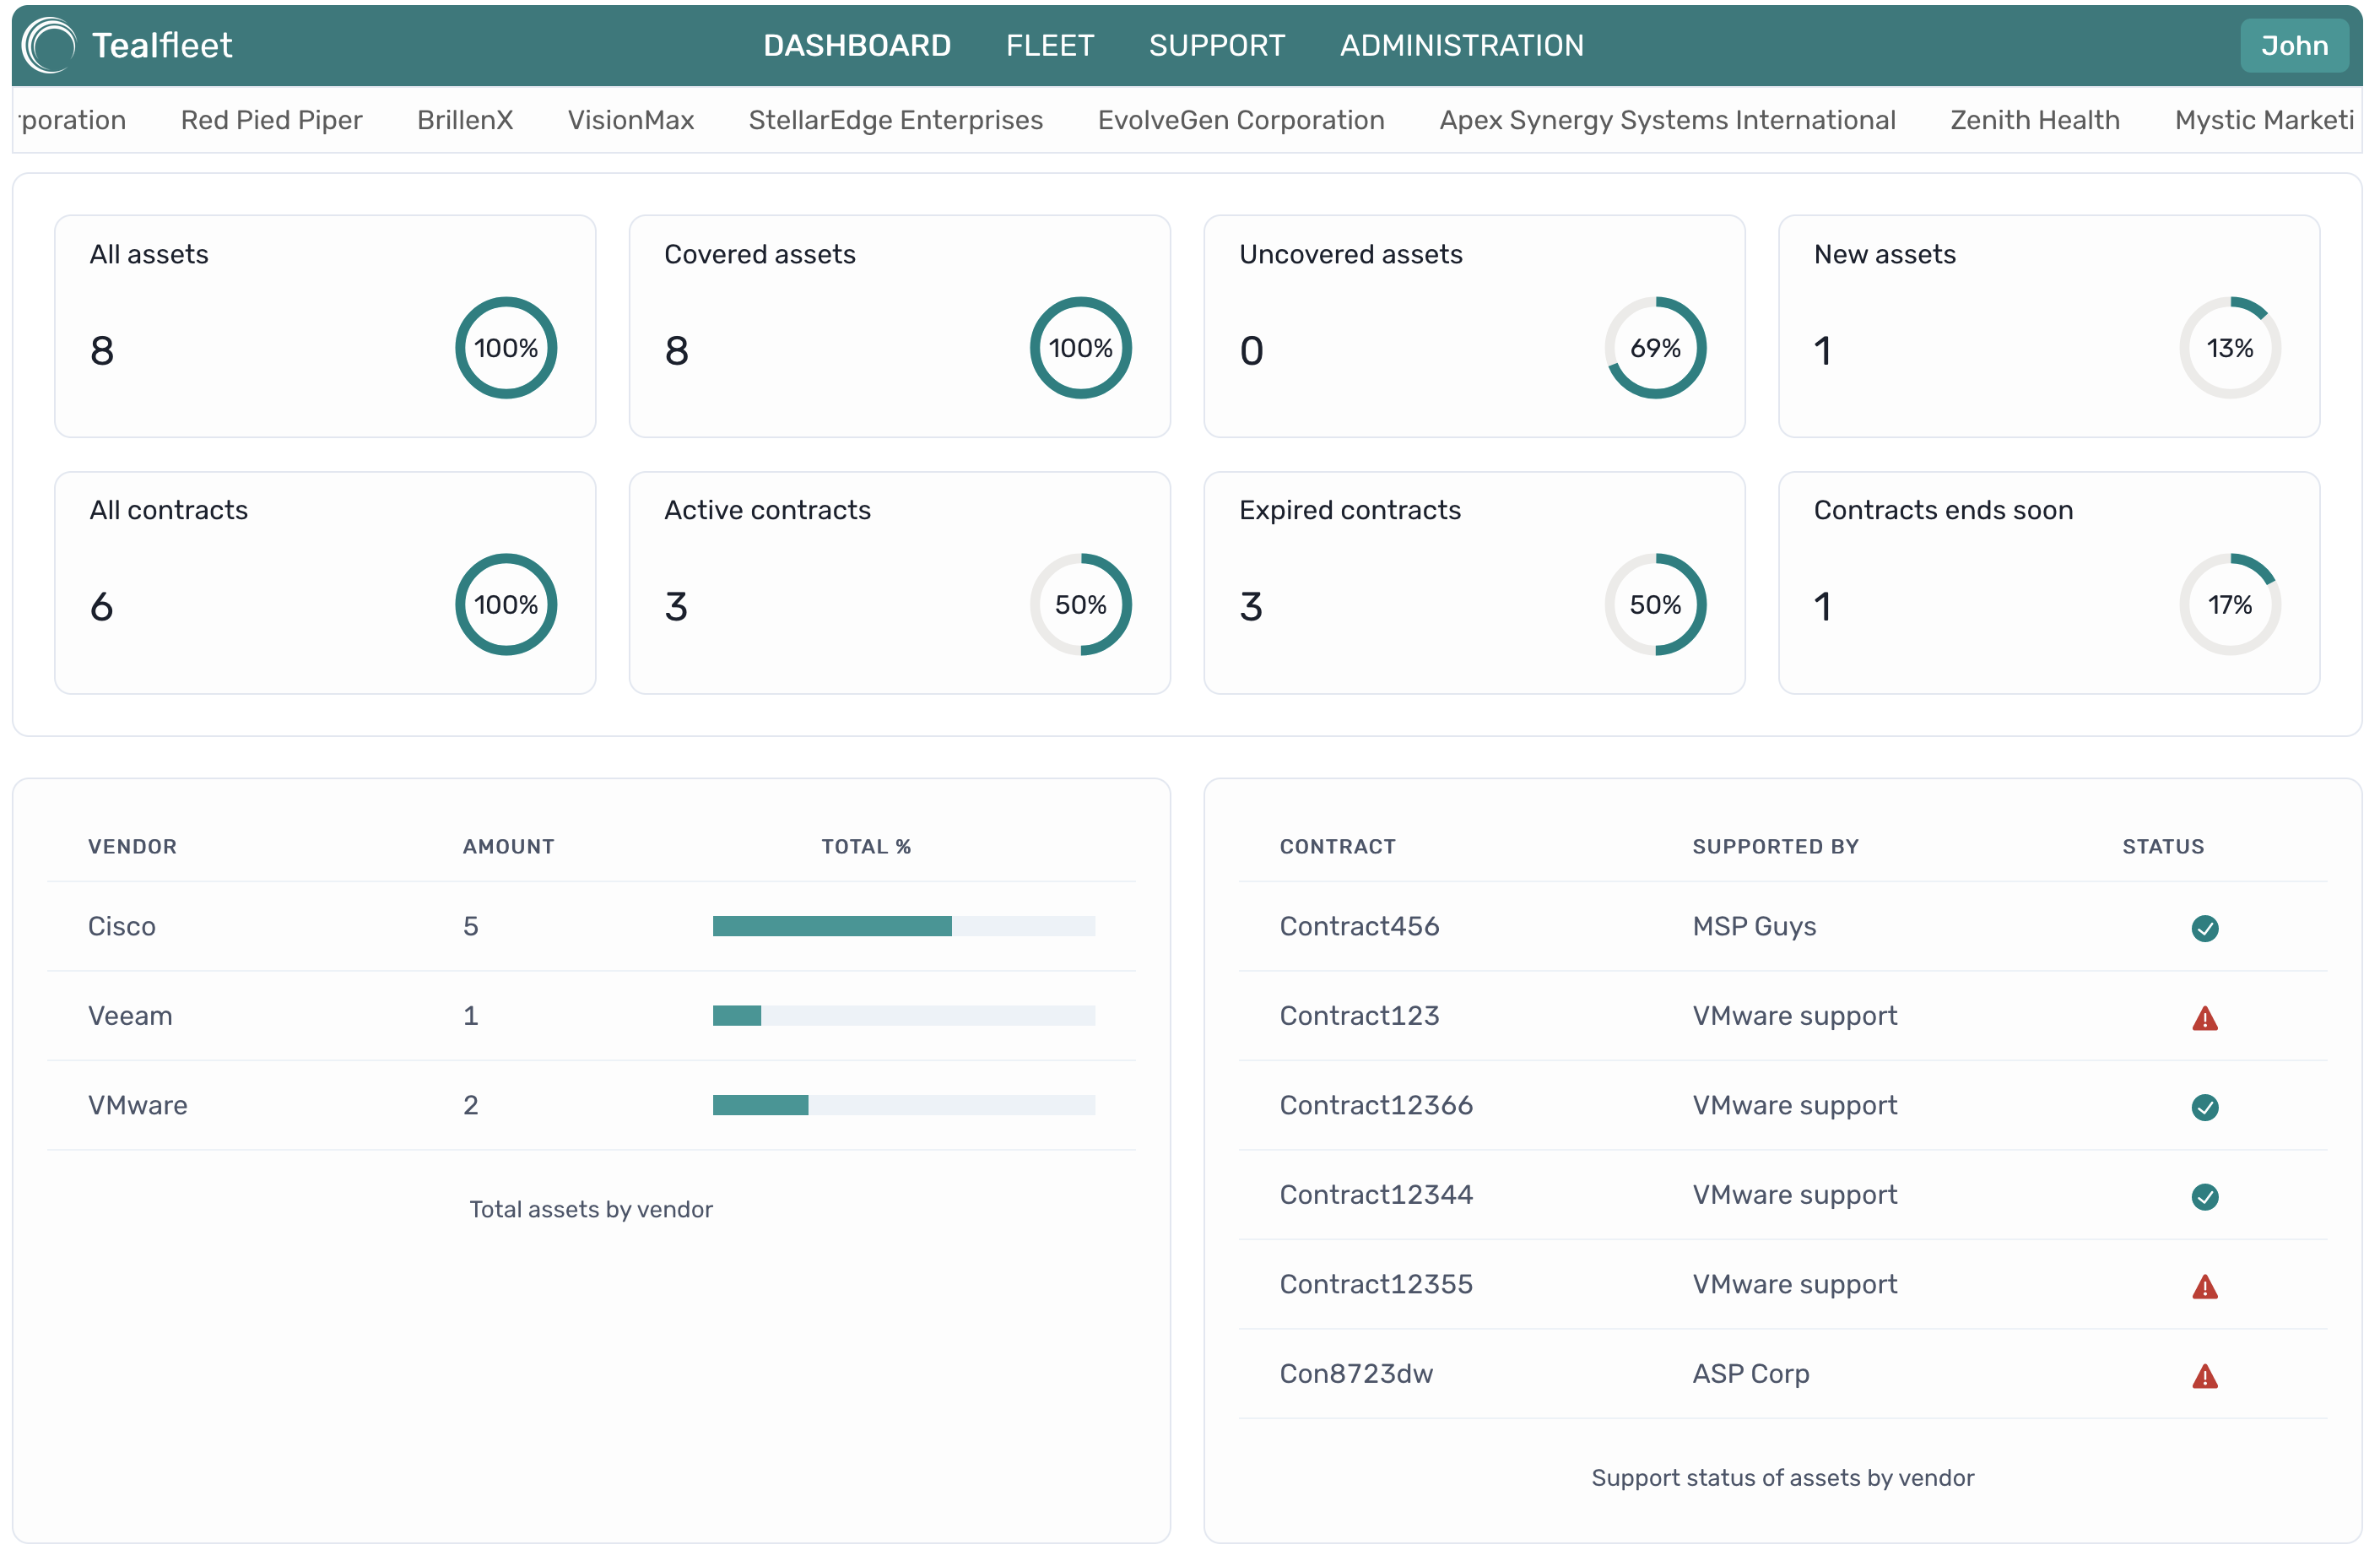 Tealfleet DASHBOARD FLEET SUPPORT ADMINISTRATION John
rporation Red Pied Piper BrillenX VisionMax StellarEdge Enterprises EvolveGen Corporation Apex Synergy Systems International Zenith Health Mystic Marketi
All assets
8
100%
Covered assets
8
100%
Uncovered assets
0
69%
New assets
1
13%
All contracts
6
100%
Active contracts
3
50%
Expired contracts
3
50%
Contracts ends soon
1
17%
VENDOR AMOUNT TOTAL %
Cisco 5
Veeam 1
VMware 2
Total assets by vendor
CONTRACT SUPPORTED BY STATUS
Contract456 MSP Guys
Contract123 VMware support
Contract12366 VMware support
Contract12344 VMware support
Contract12355 VMware support
Con8723dw ASP Corp
Support status of assets by vendor